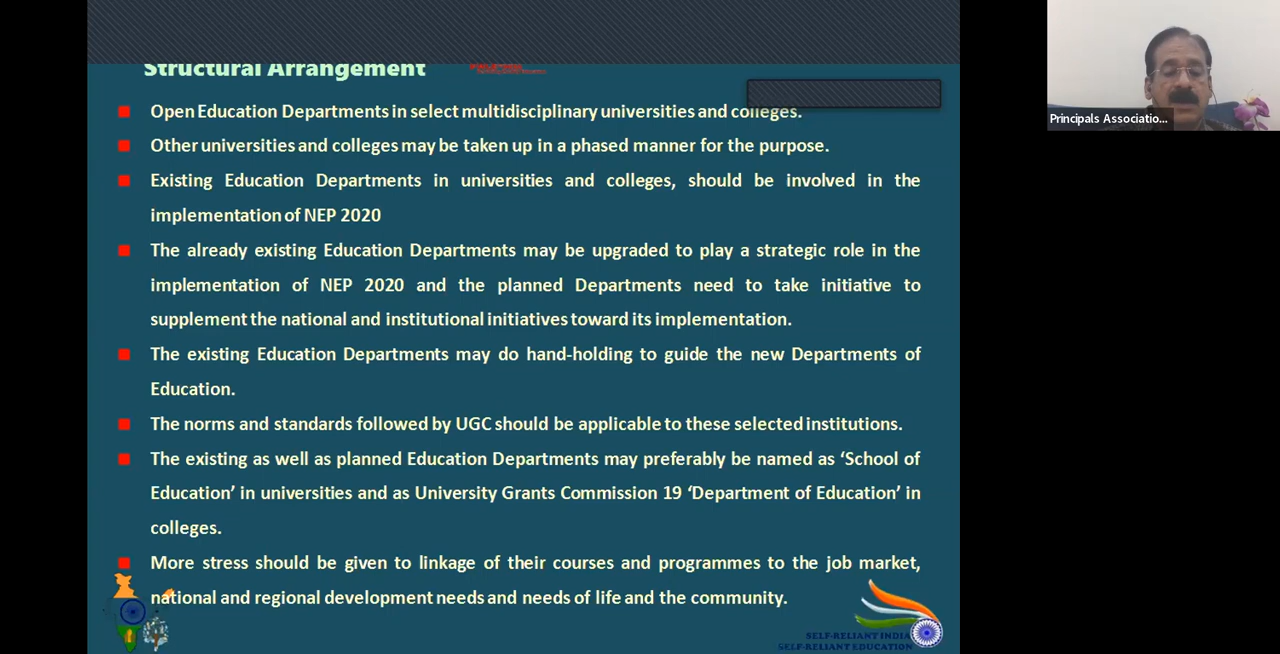 Structural Arrangement
Open Education Departments in select multidisciplinary universities and colleges.
Other universities and colleges may be taken up in a phased manner for the purpose.
Existing Education Departments in universities and colleges, should be involved in the
implementation of NEP 2020
The already existing Education Departments may be upgraded to play a strategic role in the
implementation of NEP 2020 and the planned Departments need to take initiative to
supplement the national and institutional initiatives toward its implementation.
The existing Education Departments may do hand-holding to guide the new Departments of
Education.
The norms and standards followed by UGC should be applicable to these selected institutions.
The existing as well as planned Education Departments may preferably be named as ‘School of
Education’ in universities and as University Grants Commission 19 ‘Department of Education’ in
colleges.
More stress should be given to linkage of their courses and programmes to the job market,
national and regional development needs and needs of life and the community.
SELF-RELIANT INDIA
SELF-RELIANT EDUCATION
Principals Associatio...